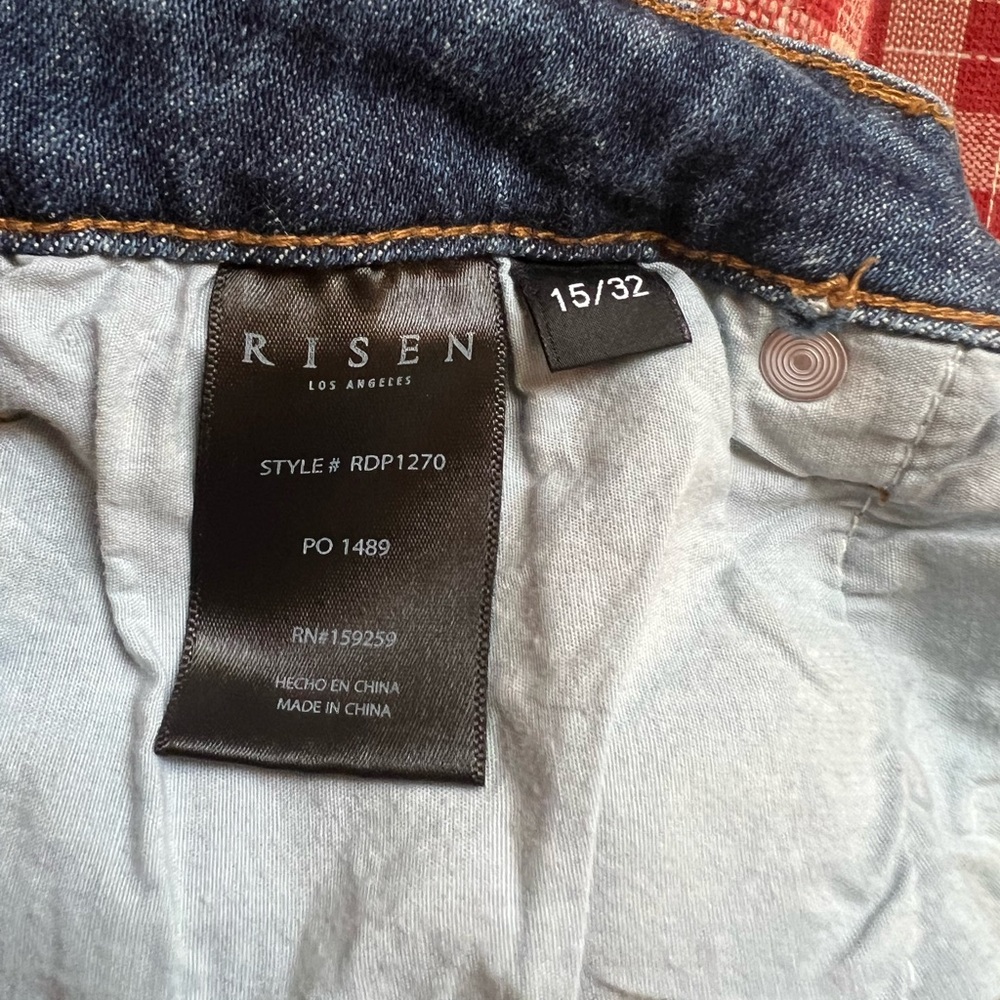 RISEN
LOS ANGELES
STYLE# RDP1270
PO 1489
RN#159259
HECHO EN CHINA
MADE IN CHINA
15/32